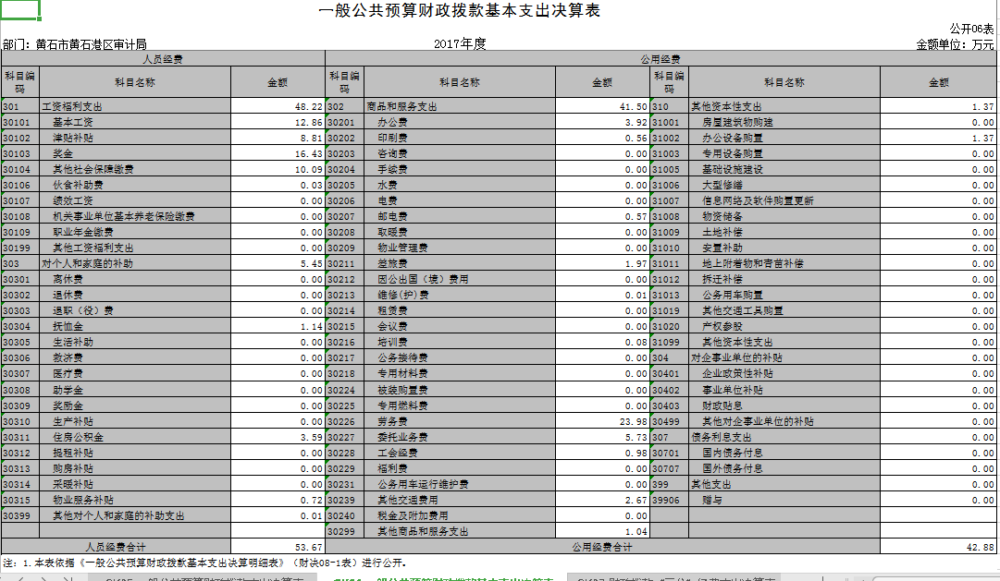 一般公共预算财政拨款基本支出决算表
公开06表
部门：黄石市黄石港区审计局 2017年度 金额单位：万元
人员经费 公用经费
科目编码 科目名称 金额 科目编码 科目名称 金额 科目编码 科目名称 金额
301 工资福利支出 48.22 302 商品和服务支出 41.50 310 其他资本性支出 1.37
30101 基本工资 12.86 30201 办公费 3.92 31001 房屋建筑物购建 0.00
30102 津贴补贴 8.81 30202 印刷费 0.56 31002 办公设备购置 1.37
30103 奖金 16.43 30203 咨询费 0.00 31003 专用设备购置 0.00
30104 其他社会保障缴费 10.09 30204 手续费 0.00 31005 基础设施建设 0.00
30106 伙食补助费 0.03 30205 水费 0.00 31006 大型修缮 0.00
30107 绩效工资 0.00 30206 电费 0.00 31007 信息网络及软件购置更新 0.00
30108 机关事业单位基本养老保险缴费 0.00 30207 邮电费 0.57 31008 物资储备 0.00
30109 职业年金缴费 0.00 30208 取暖费 0.00 31009 土地补偿 0.00
30199 其他工资福利支出 0.00 30209 物业管理费 0.00 31010 安置补助 0.00
303 对个人和家庭的补助 5.45 30211 差旅费 1.97 31011 地上附着物和青苗补偿 0.00
30301 离休费 0.00 30212 因公出国（境）费用 0.00 31012 拆迁补偿 0.00
30302 退休费 0.00 30213 维修(护)费 0.01 31013 公务用车购置 0.00
30303 退职（役）费 0.00 30214 租赁费 0.00 31019 其他交通工具购置 0.00
30304 抚恤金 1.14 30215 会议费 0.00 31020 产权参股 0.00
30305 生活补助 0.00 30216 培训费 0.08 31099 其他资本性支出 0.00
30306 救济费 0.00 30217 公务接待费 0.00 304 对企事业单位的补贴 0.00
30307 医疗费 0.00 30218 专用材料费 0.00 30401 企业政策性补贴 0.00
30308 助学金 0.00 30224 被装购置费 0.00 30402 事业单位补贴 0.00
30309 奖励金 0.00 30225 专用燃料费 0.00 30403 财政贴息 0.00
30310 生产补贴 0.00 30226 劳务费 23.98 30499 其他对企事业单位的补贴 0.00
30311 住房公积金 3.59 30227 委托业务费 5.73 307 债务利息支出 0.00
30312 提租补贴 0.00 30228 工会经费 0.98 30701 国内债务付息 0.00
30313 购房补贴 0.00 30229 福利费 0.00 30707 国外债务付息 0.00
30314 采暖补贴 0.00 30231 公务用车运行维护费 0.00 399 其他支出 0.00
30315 物业服务补贴 0.72 30239 其他交通费用 2.67 39906 赠与 0.00
30399 其他对个人和家庭的补助支出 0.01 30240 税金及附加费用 0.00
30299 其他商品和服务支出 1.04
人员经费合计 53.67 公用经费合计 42.88
注：1.本表依据《一般公共预算财政拨款基本支出决算明细表》（财决08-1表）进行公开。